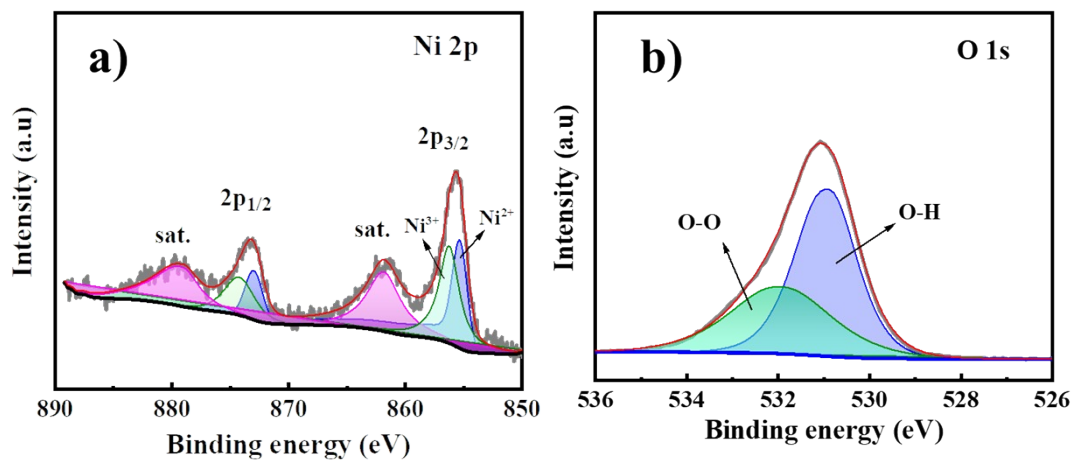 a)
Ni 2p
2p3/2
2p1/2
sat.
sat.
Ni3+
Ni2+
Intensity (a.u)
890
880
870
860
850
Binding energy (eV)
b)
O 1s
O-O
O-H
Intensity (a.u)
536
534
532
530
528
526
Binding energy (eV)